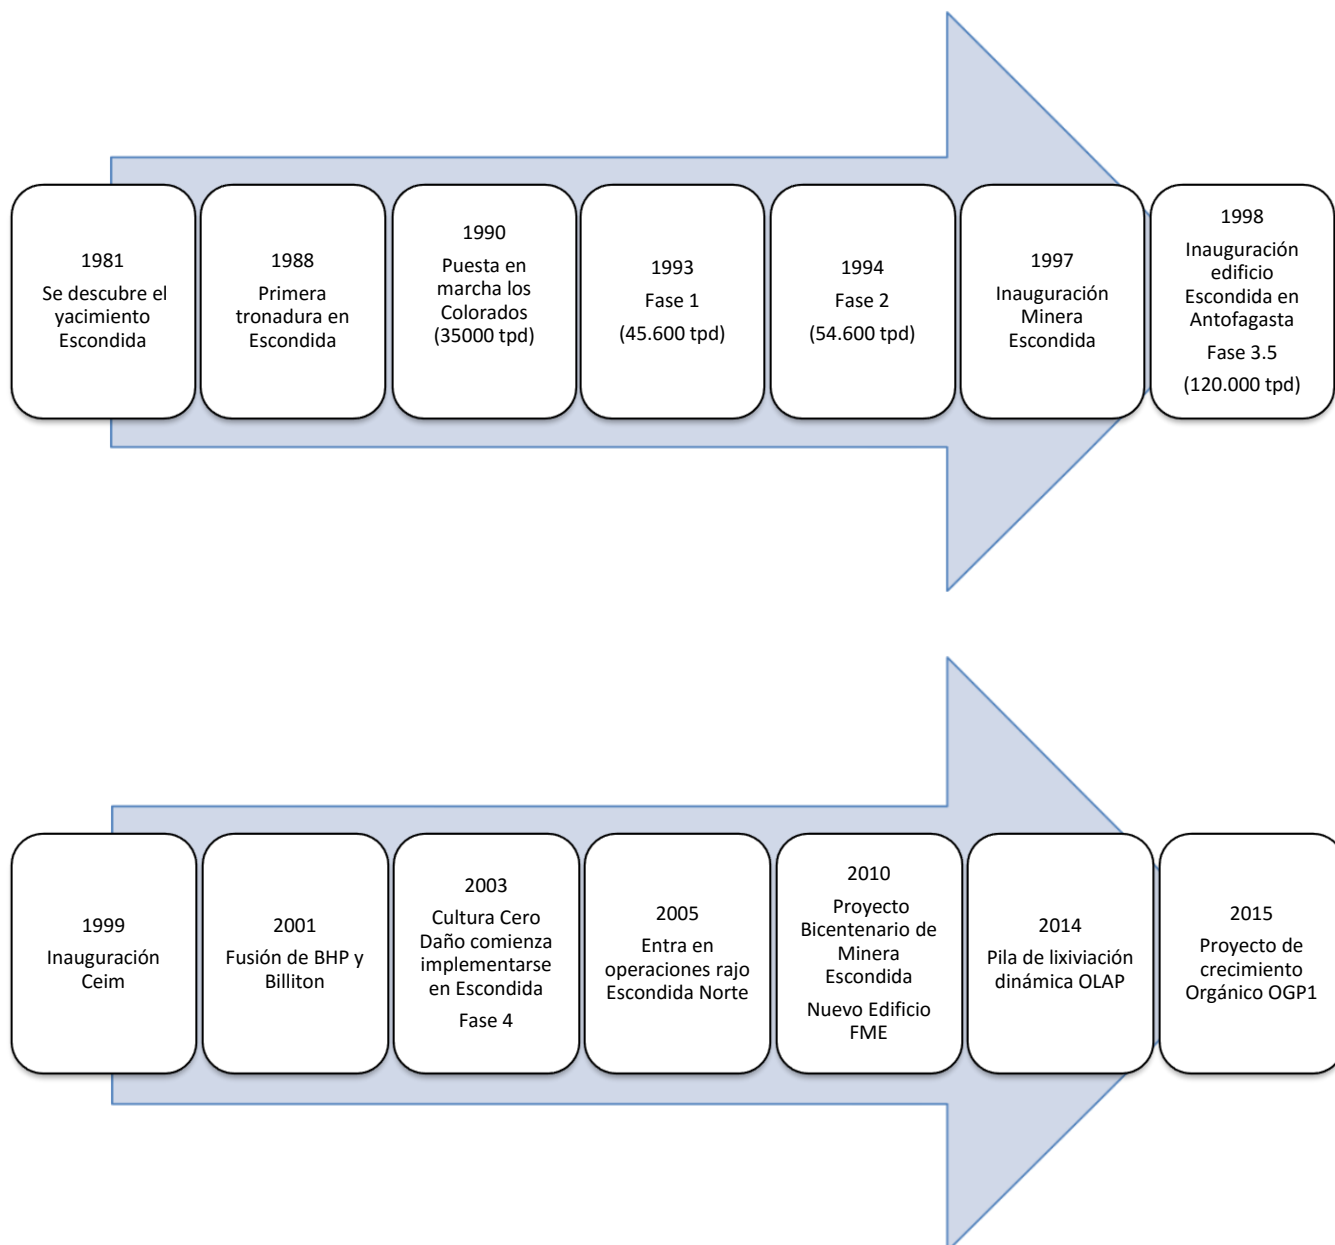 1981
Se descubre el
yacimiento
Escondida
1988
Primera
tronadura en
Escondida
1990
Puesta en
marcha los
Colorados
(35000 tpd)
1993
Fase 1
(45.600 tpd)
1994
Fase 2
(54.600 tpd)
1997
Inauguración
Minera
Escondida
1998
Inauguración
edificio
Escondida en
Antofagasta
Fase 3.5
(120.000 tpd)
1999
Inauguración
Ceim
2001
Fusión de BHP y
Billiton
2003
Cultura Cero
Daño comienza
implementarse
en Escondida
Fase 4
2005
Entra en
operaciones rajo
Escondida Norte
2010
Proyecto
Bicentenario de
Minera
Escondida
Nuevo Edificio
FME
2014
Pila de lixiviación
dinámica OLAP
2015
Proyecto de
crecimiento
Orgánico OGP1